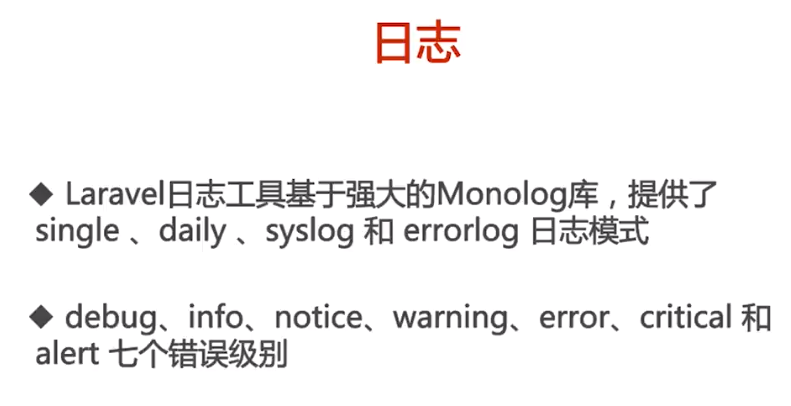 日志
◆ Laravel日志工具基于强大的Monolog库，提供了
single 、daily 、syslog 和 errorlog 日志模式
◆ debug、info、notice、warning、error、critical 和
alert 七个错误级别